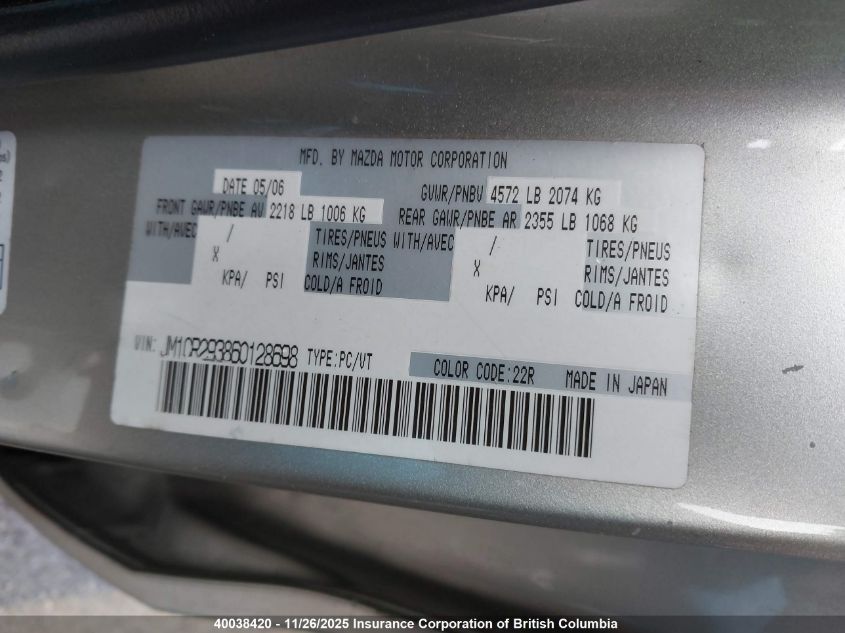 MFD. BY MAZDA MOTOR CORPORATION
DATE 05/06 GVWR/PNBV 4572 LB 2074 KG
FRONT GAWR/PNBE AV 2218 LB 1006 KG REAR GAWR/PNBE AR 2355 LB 1068 KG
WITH/AVEC / TIRES/PNEUS WITH/AVEC / TIRES/PNEUS
X RIMS/JANTES X RIMS/JANTES
KPA/ PSI COLD/A FROID KPA/ PSI COLD/A FROID
VIN: JM1CR293860128698 TYPE:PC/VT COLOR CODE:22R MADE IN JAPAN
40038420 - 11/26/2025 Insurance Corporation of British Columbia